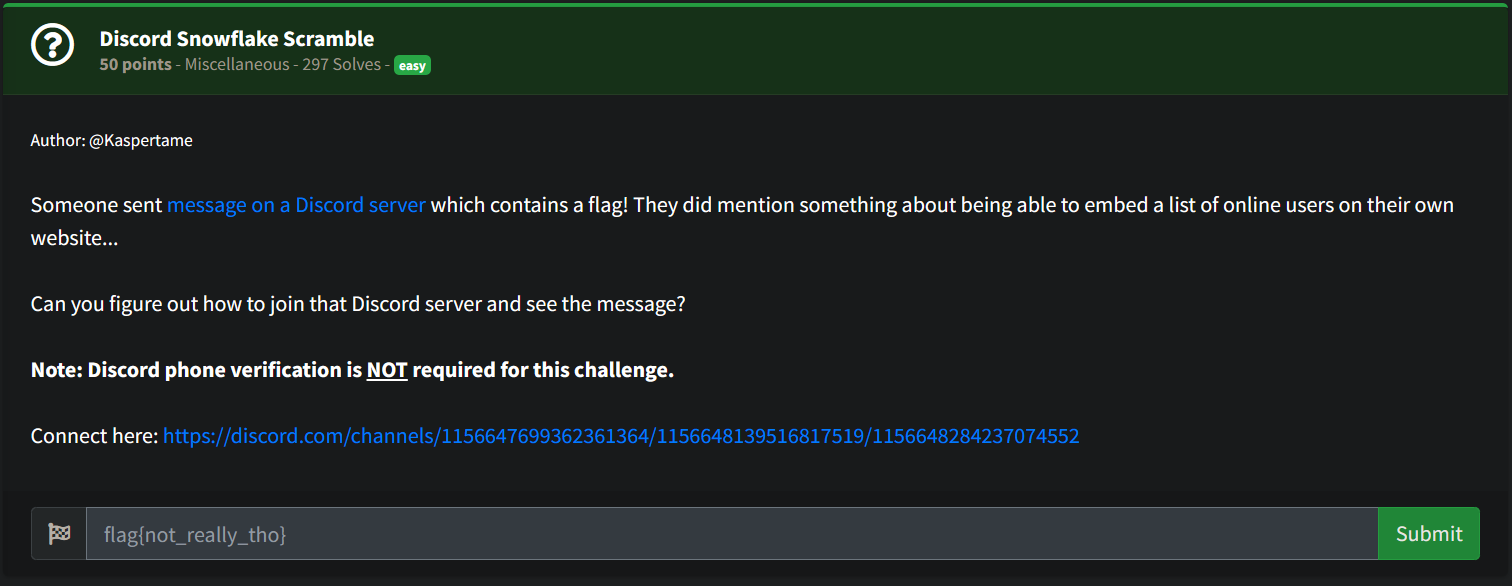 Discord Snowflake Scramble
50 points - Miscellaneous - 297 Solves - easy
Author: @Kaspertame
Someone sent message on a Discord server which contains a flag! They did mention something about being able to embed a list of online users on their own
website...
Can you figure out how to join that Discord server and see the message?
Note: Discord phone verification is NOT required for this challenge.
Connect here: https://discord.com/channels/1156647699362361364/1156648139516817519/1156648284237074552
flag{not_really_tho}
Submit